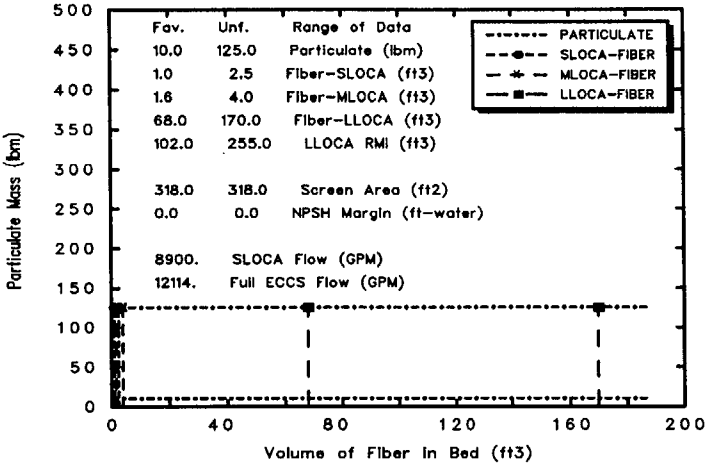 500
450
400
350
300
250
200
150
100
50
0
Particulate Mass (lbm)
Fav. Unf. Range of Data
10.0 125.0 Particulate (lbm)
1.0 2.5 Fiber-SLOCA (ft3)
1.6 4.0 Fiber-MLOCA (ft3)
68.0 170.0 Fiber-LLOCA (ft3)
102.0 255.0 LLOCA RMI (ft3)
318.0 318.0 Screen Area (ft2)
0.0 0.0 NPSH Margin (ft-water)
8900. SLOCA Flow (GPM)
12114. Full ECCS Flow (GPM)
PARTICULATE
SLOCA-FIBER
MLOCA-FIBER
LLOCA-FIBER
0 40 80 120 160 200
Volume of Fiber in Bed (ft3)